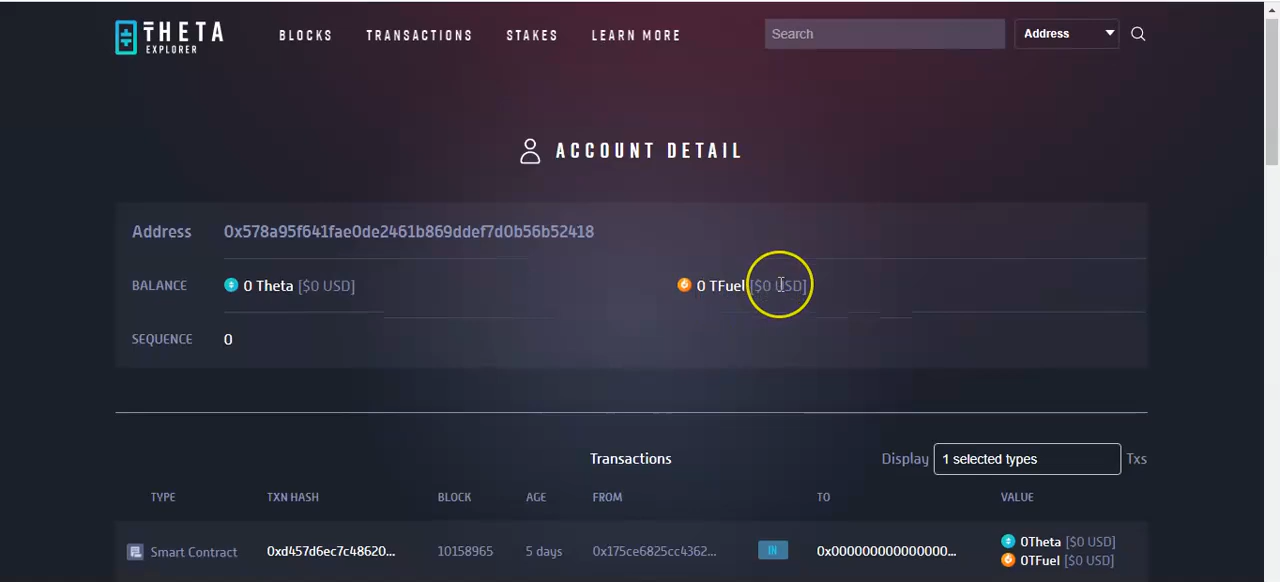 THETA
EXPLORER
BLOCKS TRANSACTIONS STAKES LEARN MORE
Search
Address
ACCOUNT DETAIL
Address 0x578a95f641fae0de2461b869ddef7d0b56b52418
BALANCE 0 Theta [$0 USD] 0 TFuel [$0 USD]
SEQUENCE 0
Transactions
Display 1 selected types Txs
TYPE TXN HASH BLOCK AGE FROM TO VALUE
Smart Contract 0xd457d6ec7c48620... 10158965 5 days 0x175ce6825cc4362... IN 0x000000000000000... 0Theta [$0 USD]
0TFuel [$0 USD]